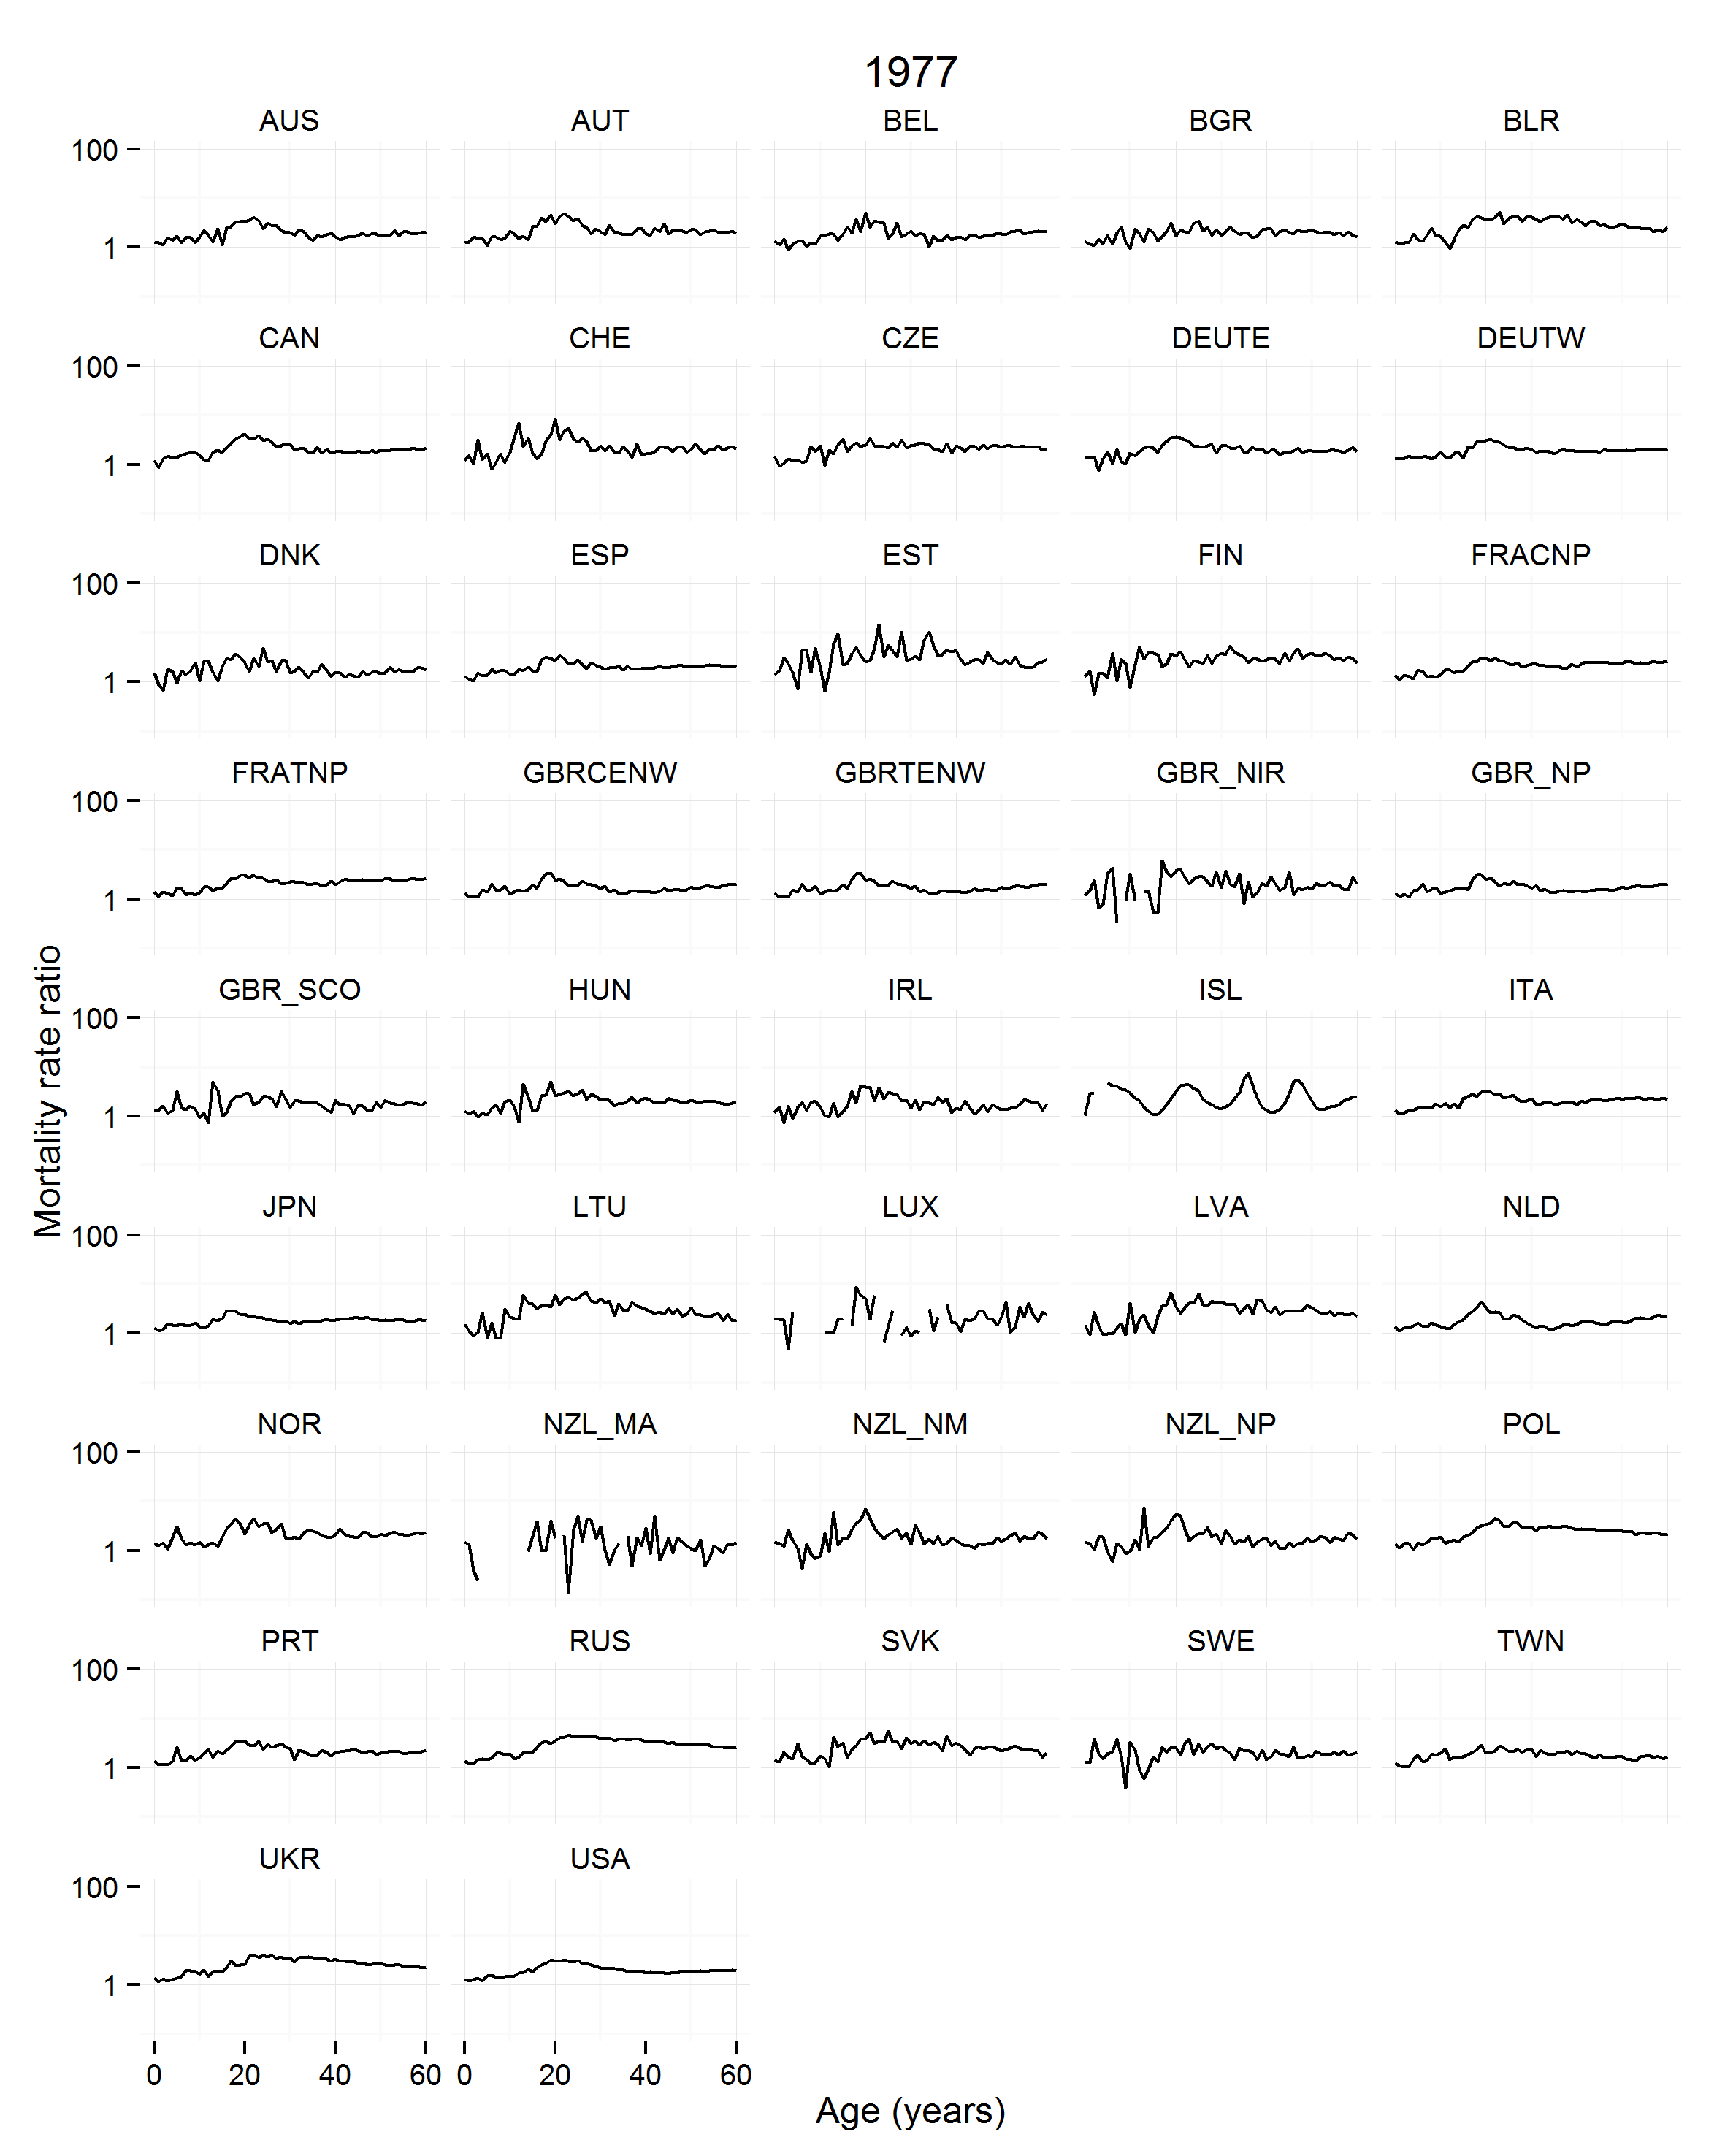 1977
AUS AUT BEL BGR BLR
100
1
CAN CHE CZE DEUTE DEUTW
100
1
DNK ESP EST FIN FRACNP
100
1
FRATNP GBRCENW GBRTENW GBR_NIR GBR_NP
100
1
Mortality rate ratio
GBR_SCO HUN IRL ISL ITA
100
1
JPN LTU LUX LVA NLD
100
1
NOR NZL_MA NZL_NM NZL_NP POL
100
1
PRT RUS SVK SWE TWN
100
1
UKR USA
100
1
0 20 40 60 0 20 40 60
Age (years)